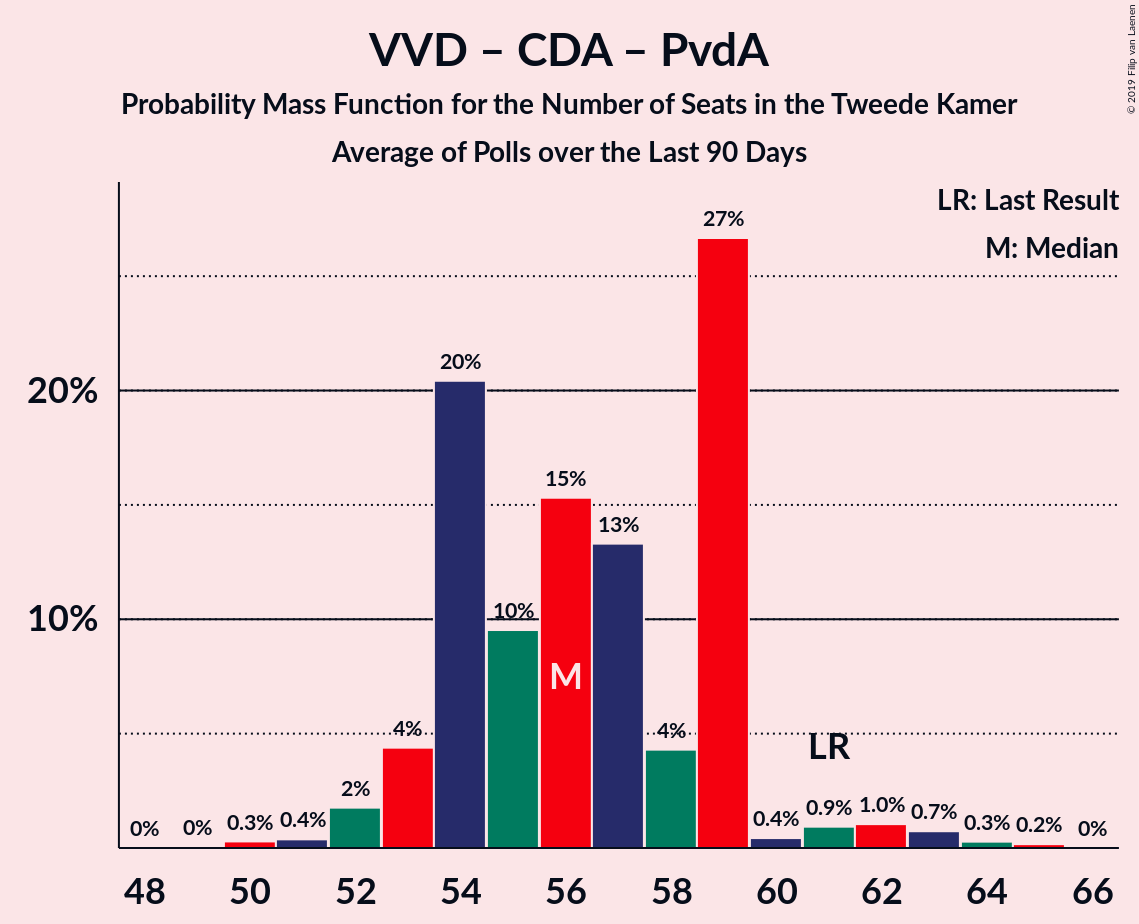 VVD – CDA – PvdA
Probability Mass Function for the Number of Seats in the Tweede Kamer
Average of Polls over the Last 90 Days
© 2019 Filip van Laenen
LR: Last Result
M: Median
27%
20%
20%
15%
13%
10%
10%
M
4%
4%
LR
2%
0%
0%
0.3%
0.4%
0.4%
0.9%
1.0%
0.7%
0.3%
0.2%
0%
48 50 52 54 56 58 60 62 64 66